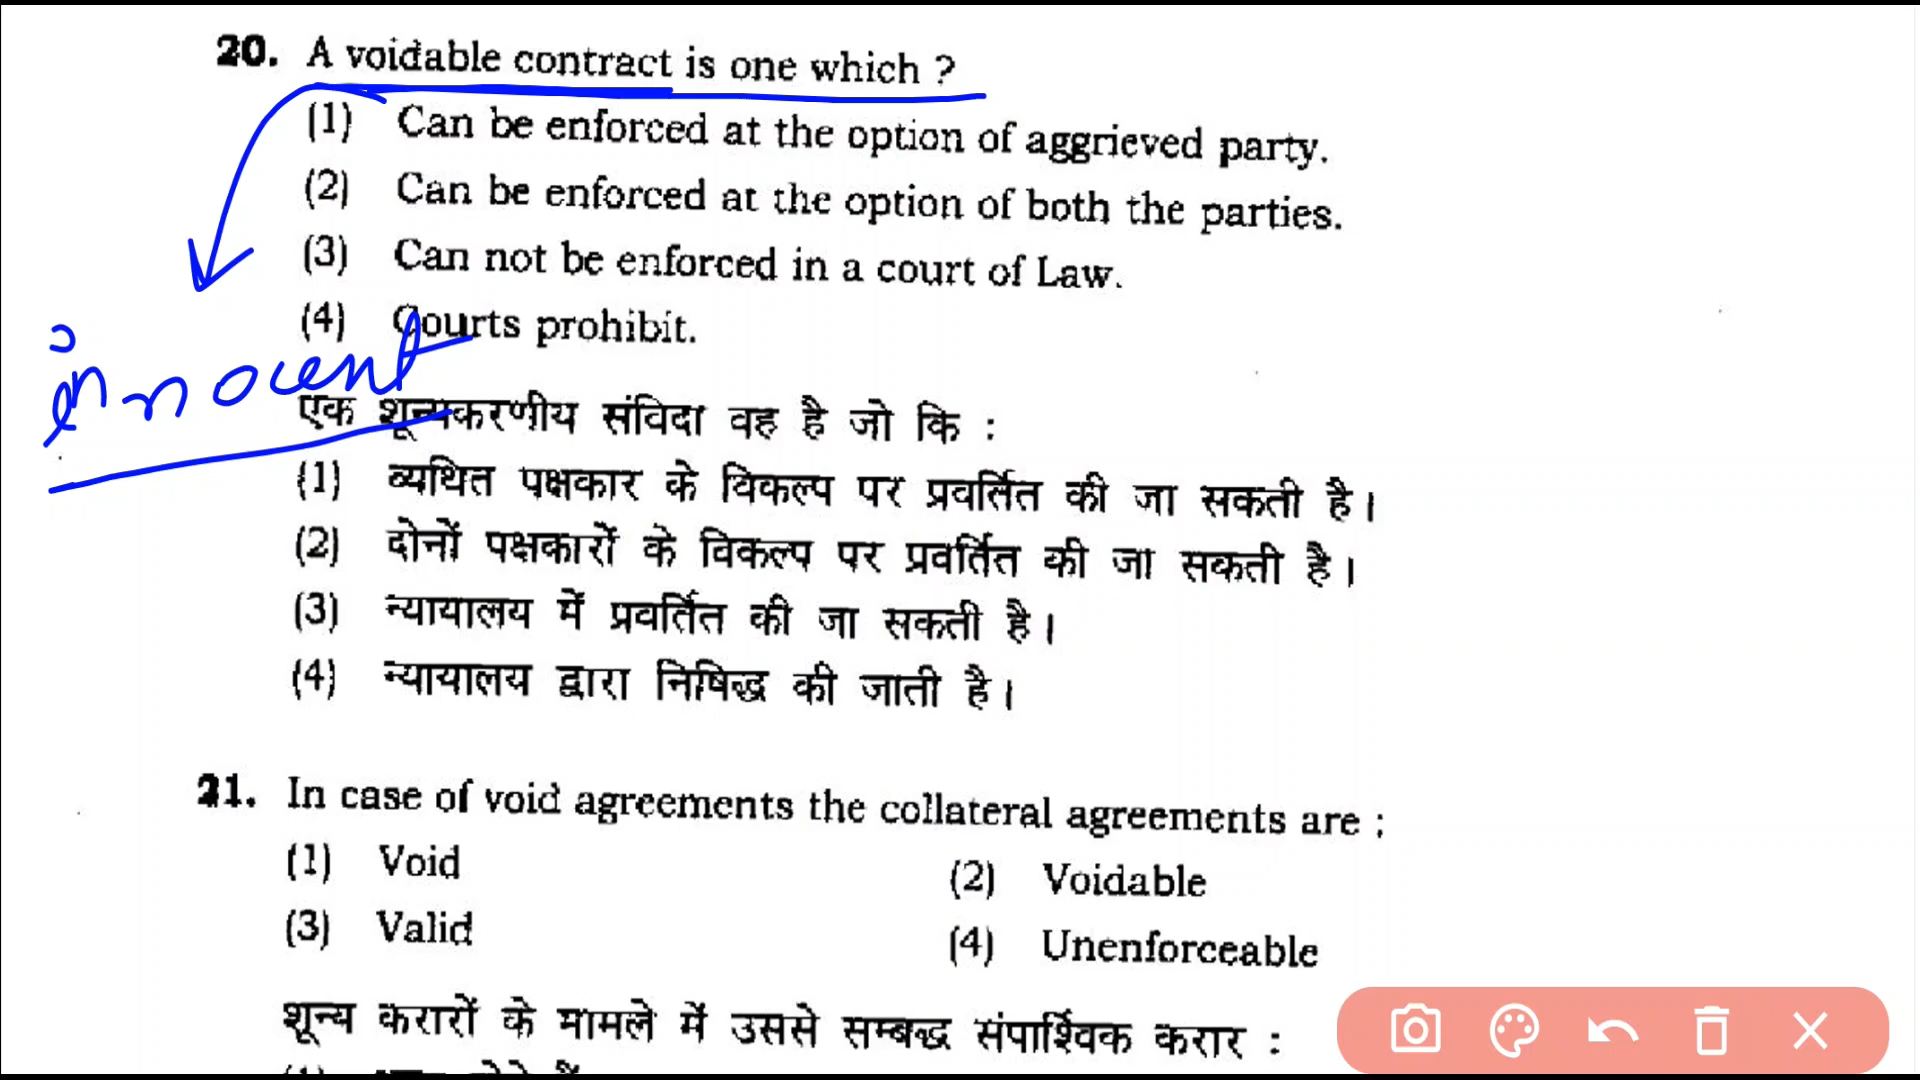 20. A voidable contract is one which ?
(1) Can be enforced at the option of aggrieved party.
(2) Can be enforced at the option of both the parties.
(3) Can not be enforced in a court of Law.
(4) Courts prohibit.
innocent
एक शून्यकरणीय संविदा वह है जो कि :
(1) व्यथित पक्षकार के विकल्प पर प्रवर्तित की जा सकती है।
(2) दोनों पक्षकारों के विकल्प पर प्रवर्तित की जा सकती है।
(3) न्यायालय में प्रवर्तित की जा सकती है।
(4) न्यायालय द्वारा निषिद्ध की जाती है।
21. In case of void agreements the collateral agreements are :
(1) Void (2) Voidable
(3) Valid (4) Unenforceable
शून्य करारों के मामले में उससे सम्बद्ध संपार्श्विक करार :